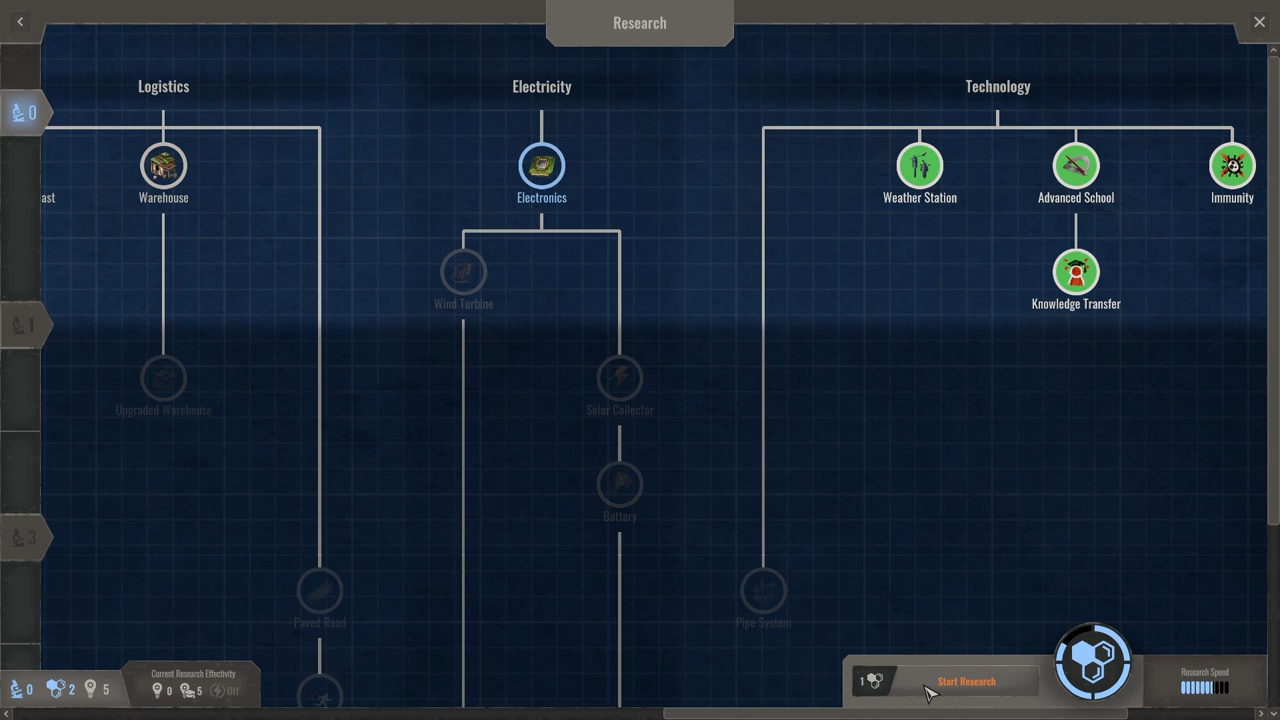 Research
Logistics
Electricity
Technology
0
ast
Warehouse
Electronics
Weather Station
Advanced School
Immunity
Wind Turbine
Knowledge Transfer
1
Upgraded Warehouse
Solar Collector
Battery
3
Paved Road
Pipe System
0 2 5
Current Research Effectivity
0 5 Off
1
Start Research
Research Speed